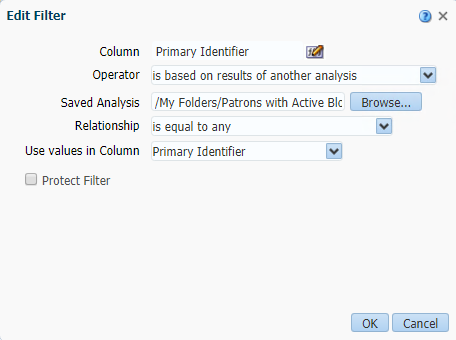 Edit Filter
Column Primary Identifier
Operator is based on results of another analysis
Saved Analysis /My Folders/Patrons with Active Blo Browse...
Relationship is equal to any
Use values in Column Primary Identifier
Protect Filter
OK Cancel